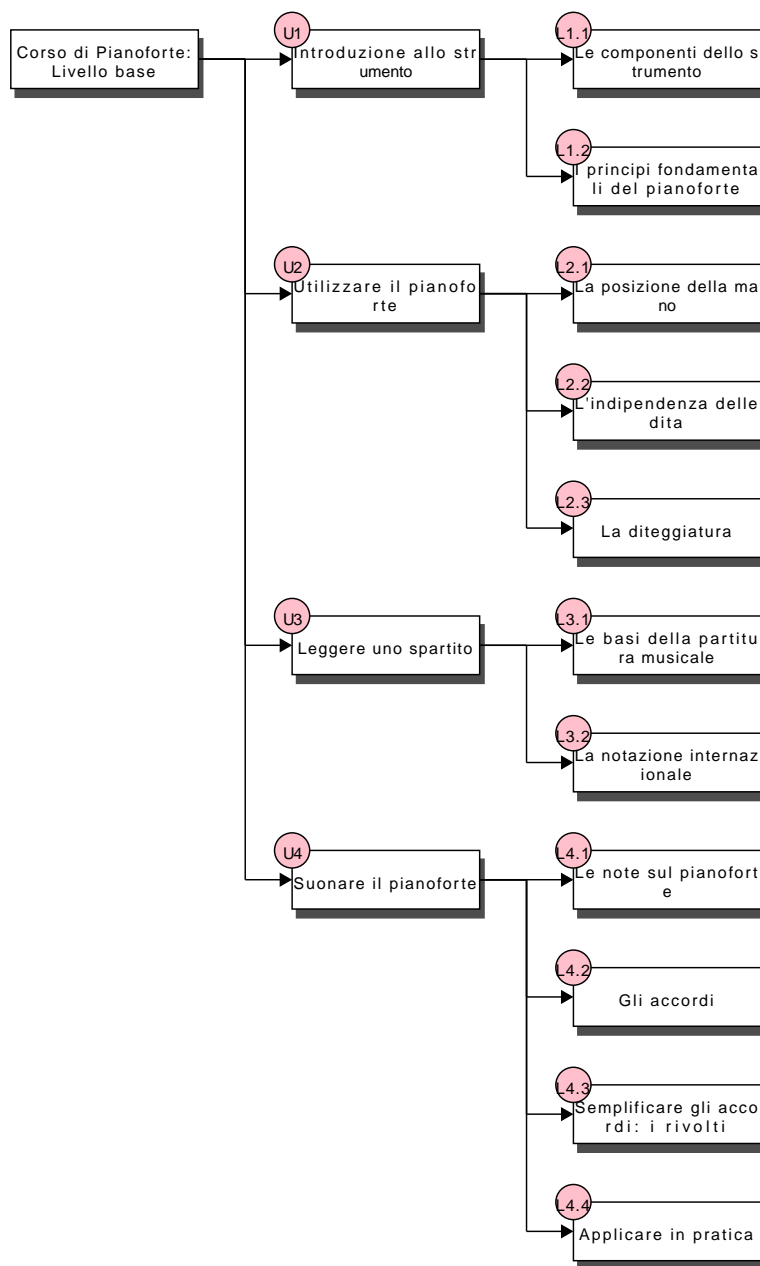 Corso di Pianoforte:
Livello base
U1
Introduzione allo str
umento
L1.1
Le componenti dello s
trumento
L1.2
I principi fondamenta
li del pianoforte
U2
Utilizzare il pianofo
rte
L2.1
La posizione della ma
no
L2.2
L'indipendenza delle
dita
L2.3
La diteggiatura
U3
Leggere uno spartito
L3.1
Le basi della partitu
ra musicale
L3.2
La notazione internaz
ionale
U4
Suonare il pianoforte
L4.1
Le note sul pianofort
e
L4.2
Gli accordi
L4.3
Semplificare gli acco
rdi: i rivolti
L4.4
Applicare in pratica